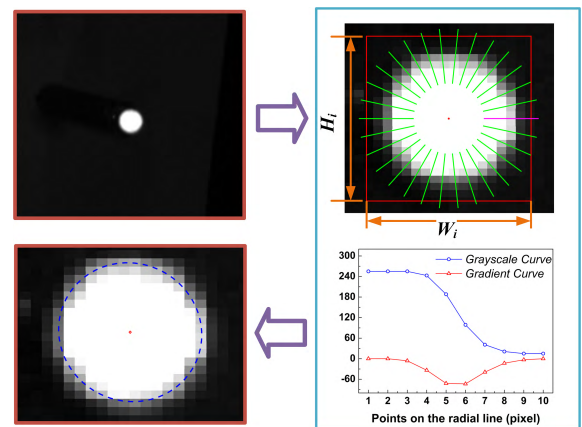 H_i
W_i
300
240
180
120
60
0
-60
Grayscale Curve
Gradient Curve
1 2 3 4 5 6 7 8 9 10
Points on the radial line (pixel)